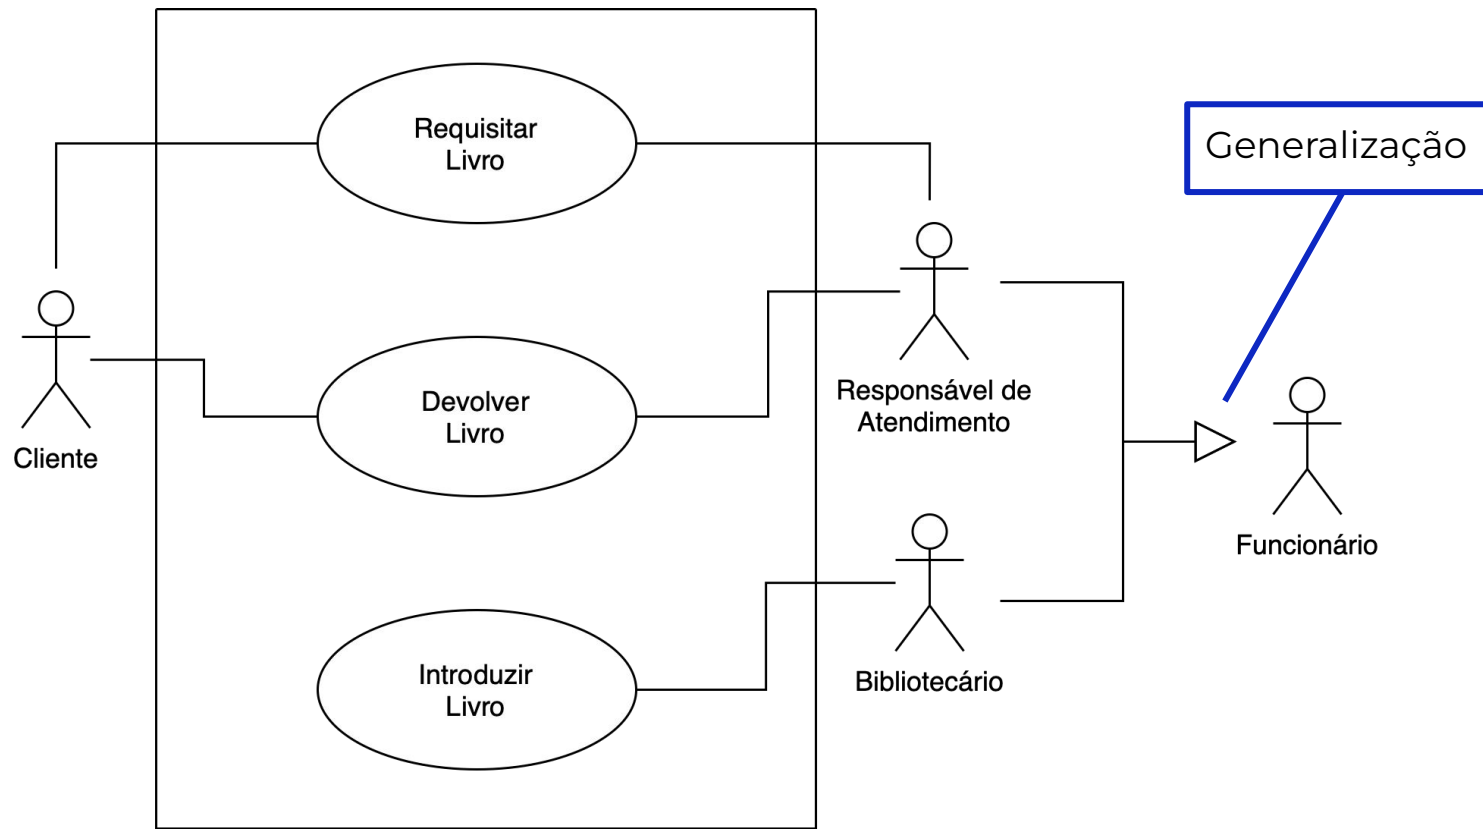 Requisitar
Livro
Generalização
Devolver
Livro
Responsável de
Atendimento
Cliente
Funcionário
Introduzir
Livro
Bibliotecário